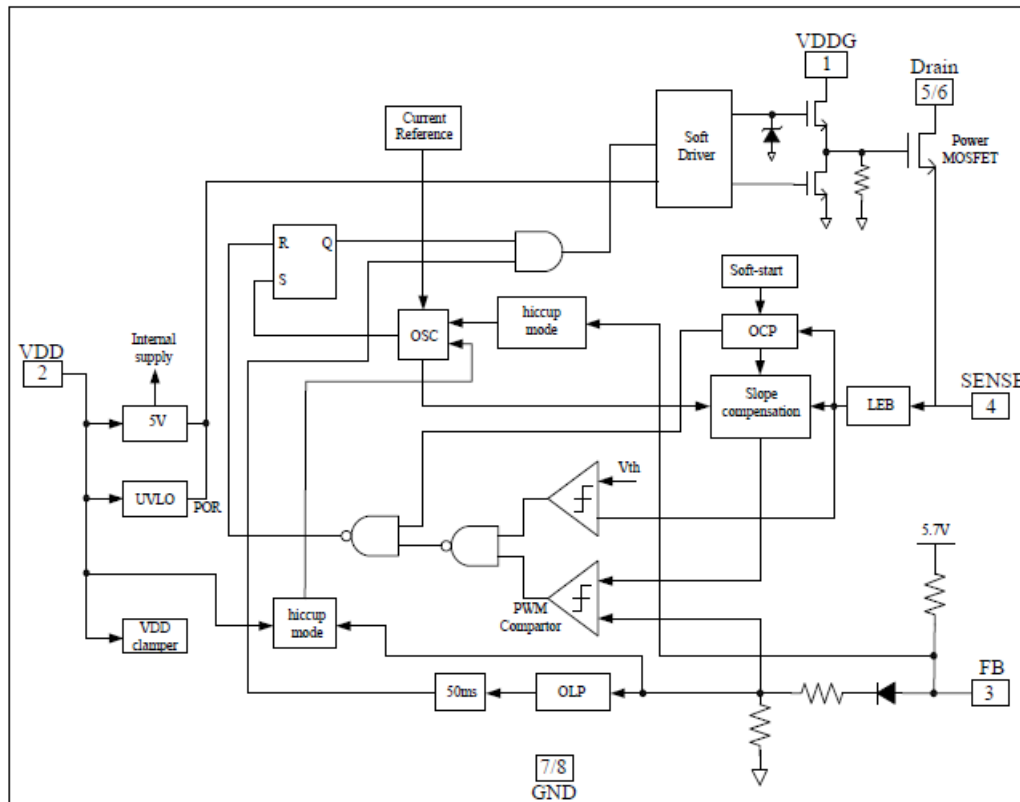 VDDG
1
Drain
5/6
Current
Reference
Soft
Driver
Power
MOSFET
R
Q
S
Soft-start
Internal
supply
OSC
hiccup
mode
OCP
VDD
2
5V
Slope
compensation
LEB
SENSE
4
UVLO
POR
Vth
5.7V
PWM
Compartor
hiccup
mode
VDD
clamper
50ms
OLP
FB
3
7/8
GND